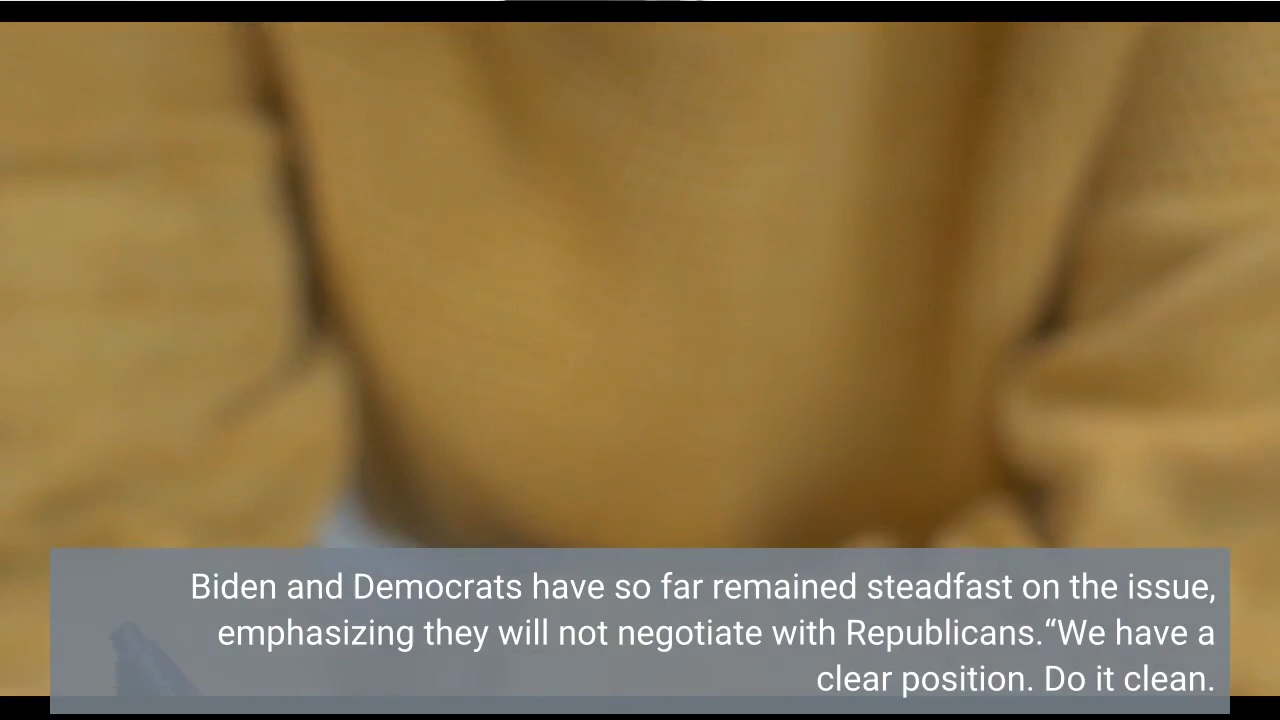 Biden and Democrats have so far remained steadfast on the issue,
emphasizing they will not negotiate with Republicans.“We have a
clear position. Do it clean.